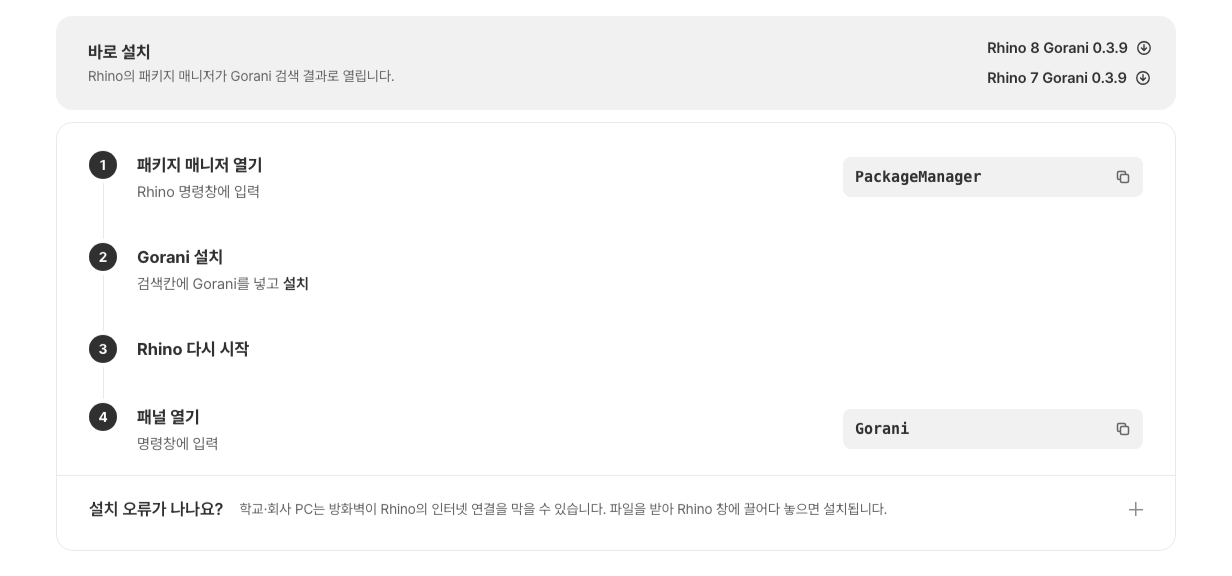 바로 설치
Rhino의 패키지 매니저가 Gorani 검색 결과로 열립니다.
Rhino 8 Gorani 0.3.9
Rhino 7 Gorani 0.3.9
1
패키지 매니저 열기
Rhino 명령창에 입력
PackageManager
2
Gorani 설치
검색칸에 Gorani를 넣고 설치
3
Rhino 다시 시작
4
패널 열기
명령창에 입력
Gorani
설치 오류가 나나요?
학교·회사 PC는 방화벽이 Rhino의 인터넷 연결을 막을 수 있습니다. 파일을 받아 Rhino 창에 끌어다 놓으면 설치됩니다.